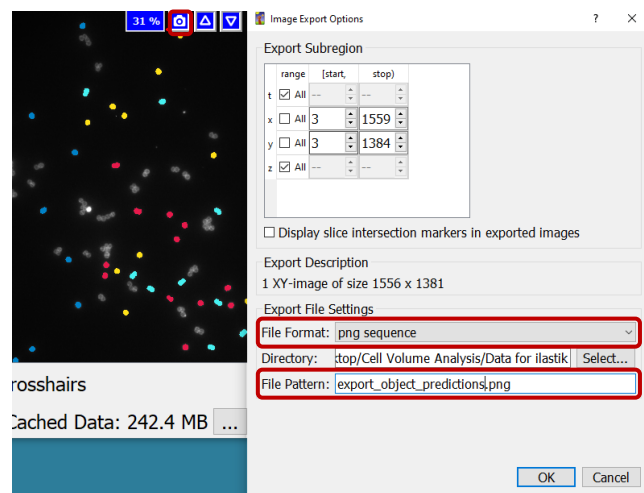 31 %
Image Export Options
? ×
Export Subregion
range [start, stop)
t All -- --
x All 3 1559
y All 3 1384
z All -- --
Display slice intersection markers in exported images
Export Description
1 XY-image of size 1556 x 1381
Export File Settings
File Format: png sequence
Directory: :top/Cell Volume Analysis/Data for ilastik Select...
File Pattern: export_object_predictions.png
rosshairs
Cached Data: 242.4 MB ...
OK Cancel